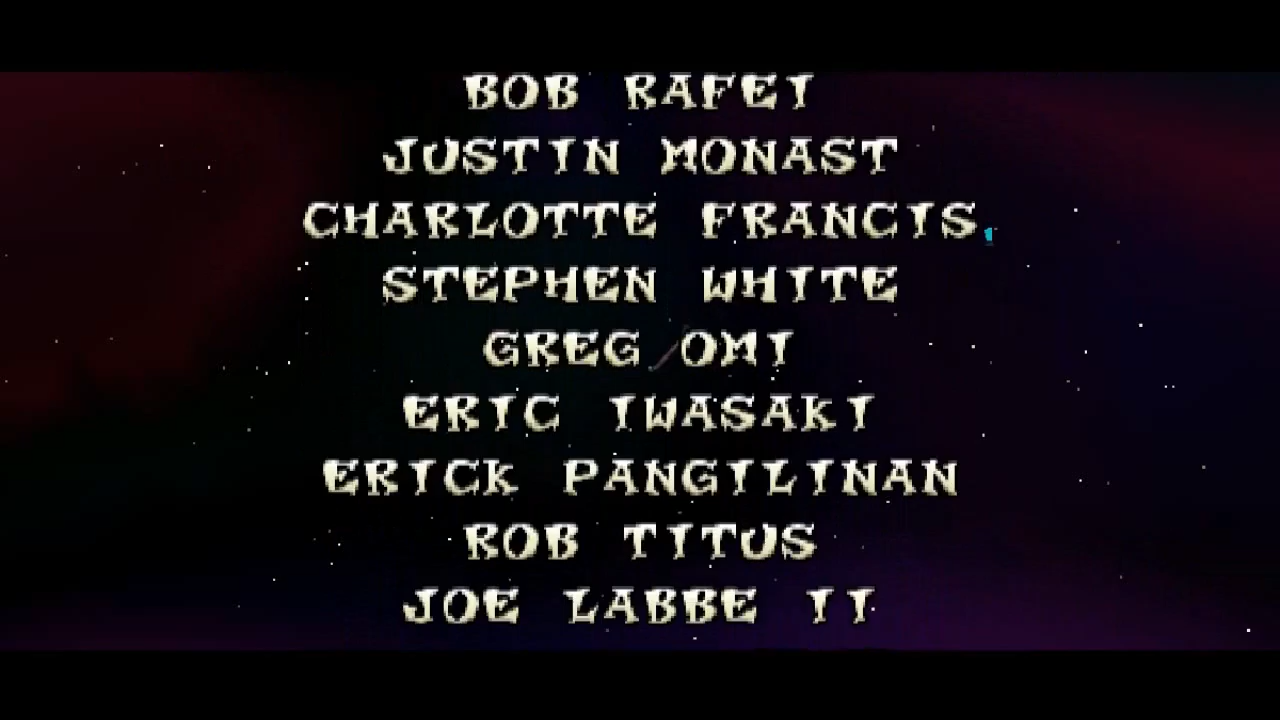 BOB RAFEI
JUSTIN MONAST
CHARLOTTE FRANCIS
STEPHEN WHITE
GREG OMI
ERIC IWASAKI
ERICK PANGILINAN
ROB TITUS
JOE LABBE II